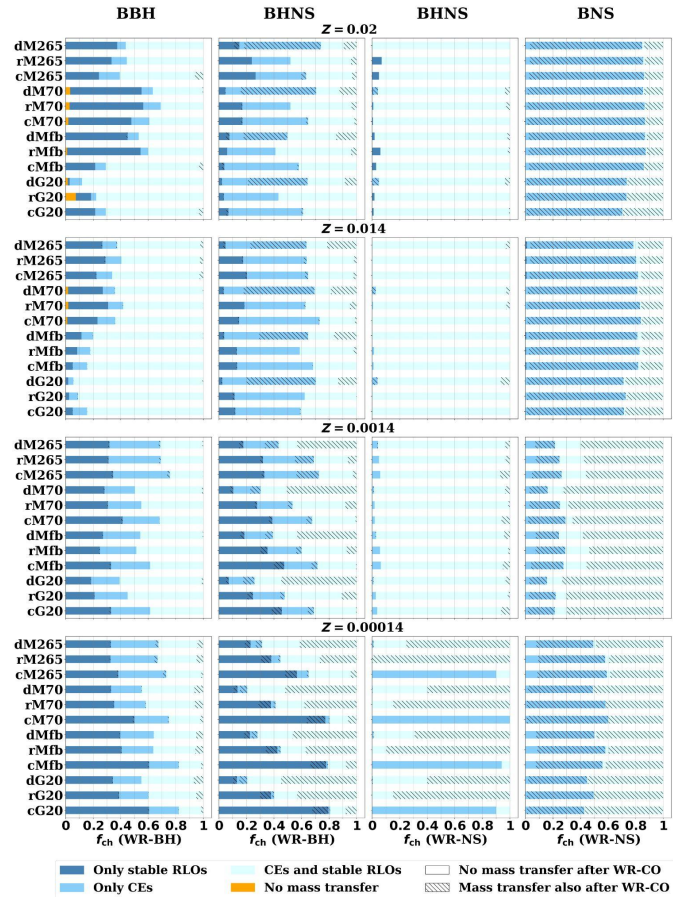 BBH BHNS BHNS BNS
Z = 0.02
dM265
rM265
cM265
dM70
rM70
cM70
dMfb
rMfb
cMfb
dG20
rG20
cG20
Z = 0.014
dM265
rM265
cM265
dM70
rM70
cM70
dMfb
rMfb
cMfb
dG20
rG20
cG20
Z = 0.0014
dM265
rM265
cM265
dM70
rM70
cM70
dMfb
rMfb
cMfb
dG20
rG20
cG20
Z = 0.00014
dM265
rM265
cM265
dM70
rM70
cM70
dMfb
rMfb
cMfb
dG20
rG20
cG20
0 0.2 0.4 0.6 0.8 1 0 0.2 0.4 0.6 0.8 1 0 0.2 0.4 0.6 0.8 1 0 0.2 0.4 0.6 0.8 1
fch (WR-BH) fch (WR-BH) fch (WR-NS) fch (WR-NS)
Only stable RLOs CEs and stable RLOs No mass transfer after WR-CO
Only CEs No mass transfer Mass transfer also after WR-CO